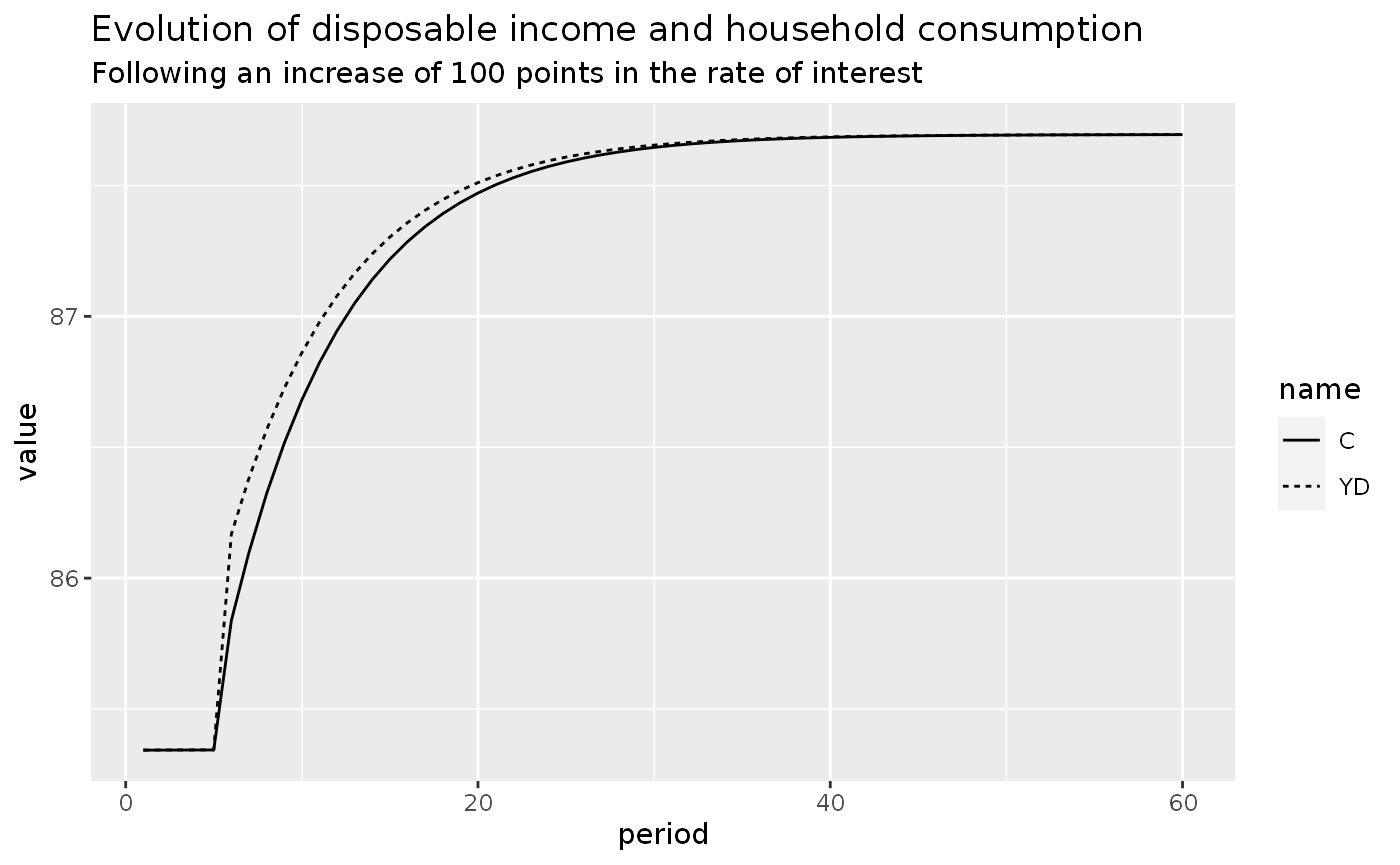 Evolution of disposable income and household consumption
Following an increase of 100 points in the rate of interest
value
87
86
0 20 40 60
period
name
C
YD